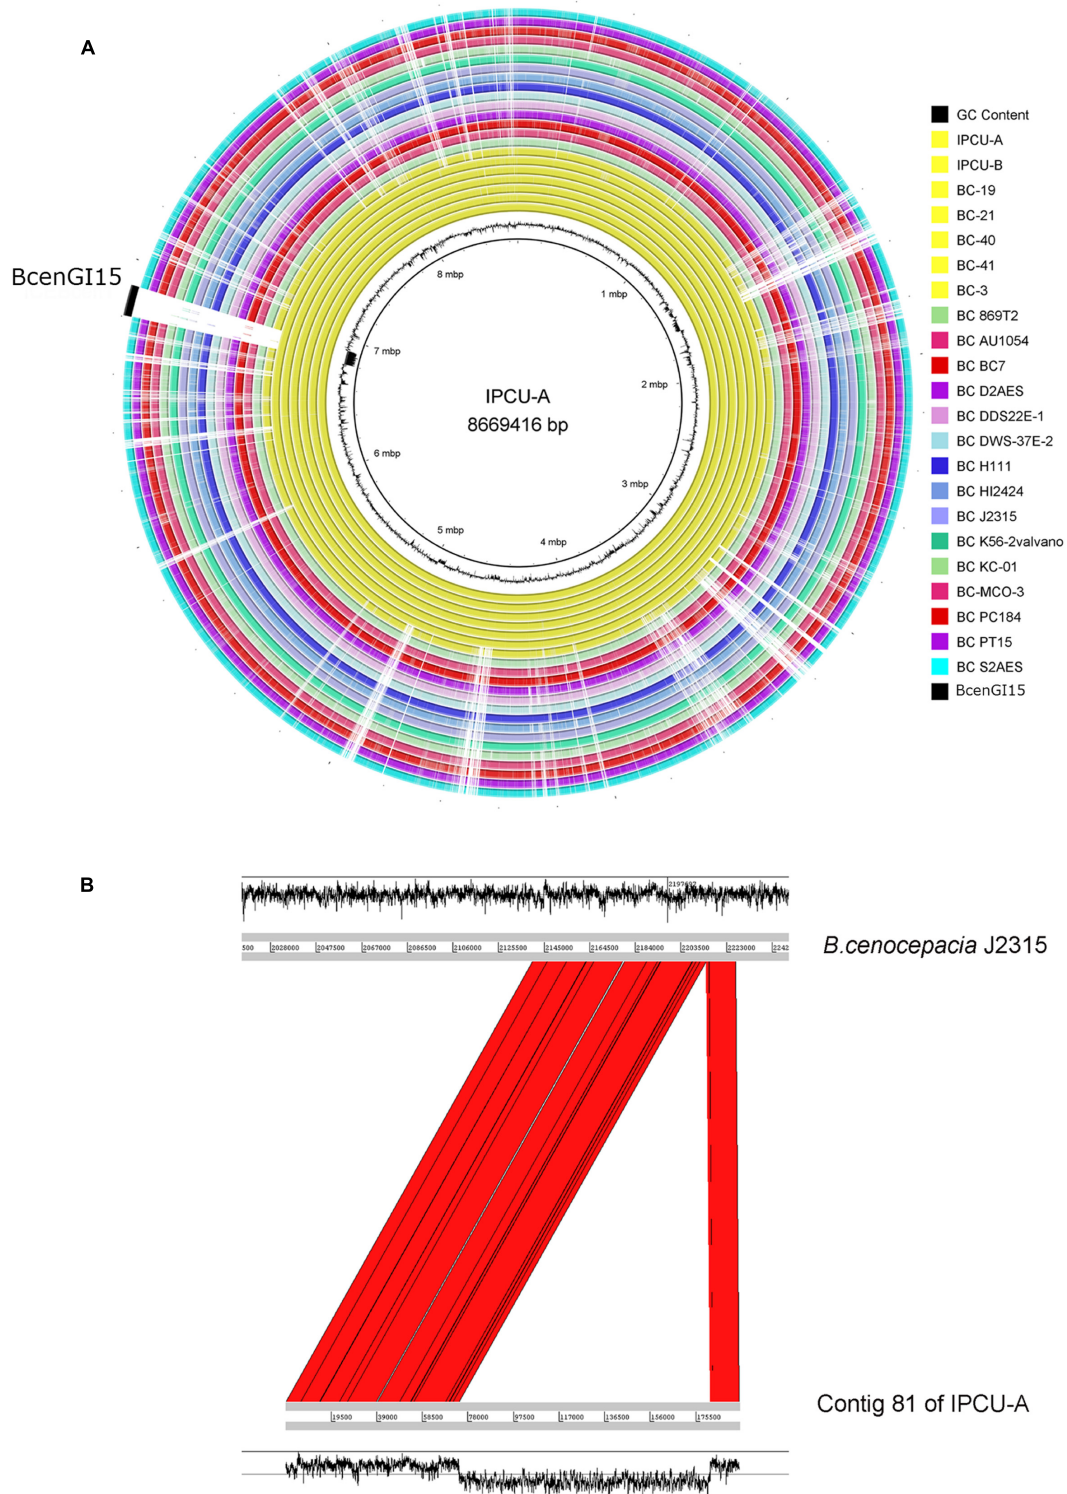 A
BcenGI15
8 mbp
1 mbp
7 mbp
2 mbp
IPCU-A
8669416 bp
6 mbp
3 mbp
5 mbp
4 mbp
GC Content
IPCU-A
IPCU-B
BC-19
BC-21
BC-40
BC-41
BC-3
BC 869T2
BC AU1054
BC BC7
BC D2AES
BC DDS22E-1
BC DWS-37E-2
BC H111
BC HI2424
BC J2315
BC K56-2valvano
BC KC-01
BC-MCO-3
BC PC184
BC PT15
BC S2AES
BcenGI15
B
2197692
500 2028000 2047500 2067000 2086500 2106000 2125500 2145000 2164500 2184000 2203500 2223000 2242
B.cenocepacia J2315
Contig 81 of IPCU-A
19500 39000 58500 78000 97500 117000 136500 156000 175500